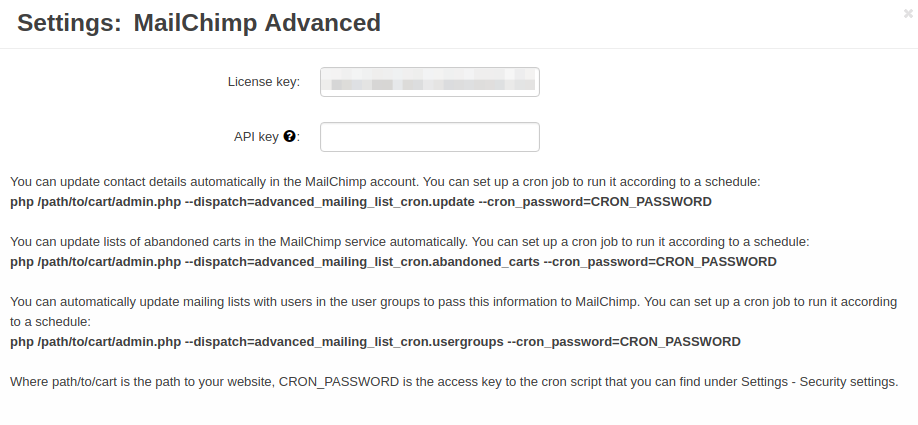 Settings: MailChimp Advanced
License key:
API key ?:
You can update contact details automatically in the MailChimp account. You can set up a cron job to run it according to a schedule:
php /path/to/cart/admin.php --dispatch=advanced_mailing_list_cron.update --cron_password=CRON_PASSWORD
You can update lists of abandoned carts in the MailChimp service automatically. You can set up a cron job to run it according to a schedule:
php /path/to/cart/admin.php --dispatch=advanced_mailing_list_cron.abandoned_carts --cron_password=CRON_PASSWORD
You can automatically update mailing lists with users in the user groups to pass this information to MailChimp. You can set up a cron job to run it according
to a schedule:
php /path/to/cart/admin.php --dispatch=advanced_mailing_list_cron.usergroups --cron_password=CRON_PASSWORD
Where path/to/cart is the path to your website, CRON_PASSWORD is the access key to the cron script that you can find under Settings - Security settings.